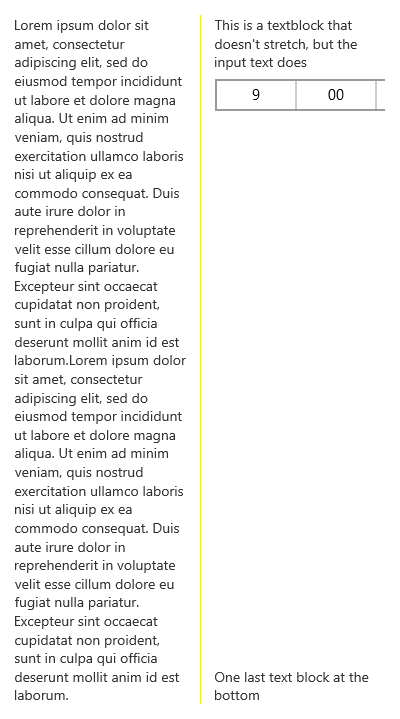 Lorem ipsum dolor sit
amet, consectetur
adipiscing elit, sed do
eiusmod tempor incididunt
ut labore et dolore magna
aliqua. Ut enim ad minim
veniam, quis nostrud
exercitation ullamco laboris
nisi ut aliquip ex ea
commodo consequat. Duis
aute irure dolor in
reprehenderit in voluptate
velit esse cillum dolore eu
fugiat nulla pariatur.
Excepteur sint occaecat
cupidatat non proident,
sunt in culpa qui officia
deserunt mollit anim id est
laborum.Lorem ipsum dolor
sit amet, consectetur
adipiscing elit, sed do
eiusmod tempor incididunt
ut labore et dolore magna
aliqua. Ut enim ad minim
veniam, quis nostrud
exercitation ullamco laboris
nisi ut aliquip ex ea
commodo consequat. Duis
aute irure dolor in
reprehenderit in voluptate
velit esse cillum dolore eu
fugiat nulla pariatur.
Excepteur sint occaecat
cupidatat non proident,
sunt in culpa qui officia
deserunt mollit anim id est
laborum.
This is a textblock that
doesn't stretch, but the
input text does
9 00
One last text block at the
bottom